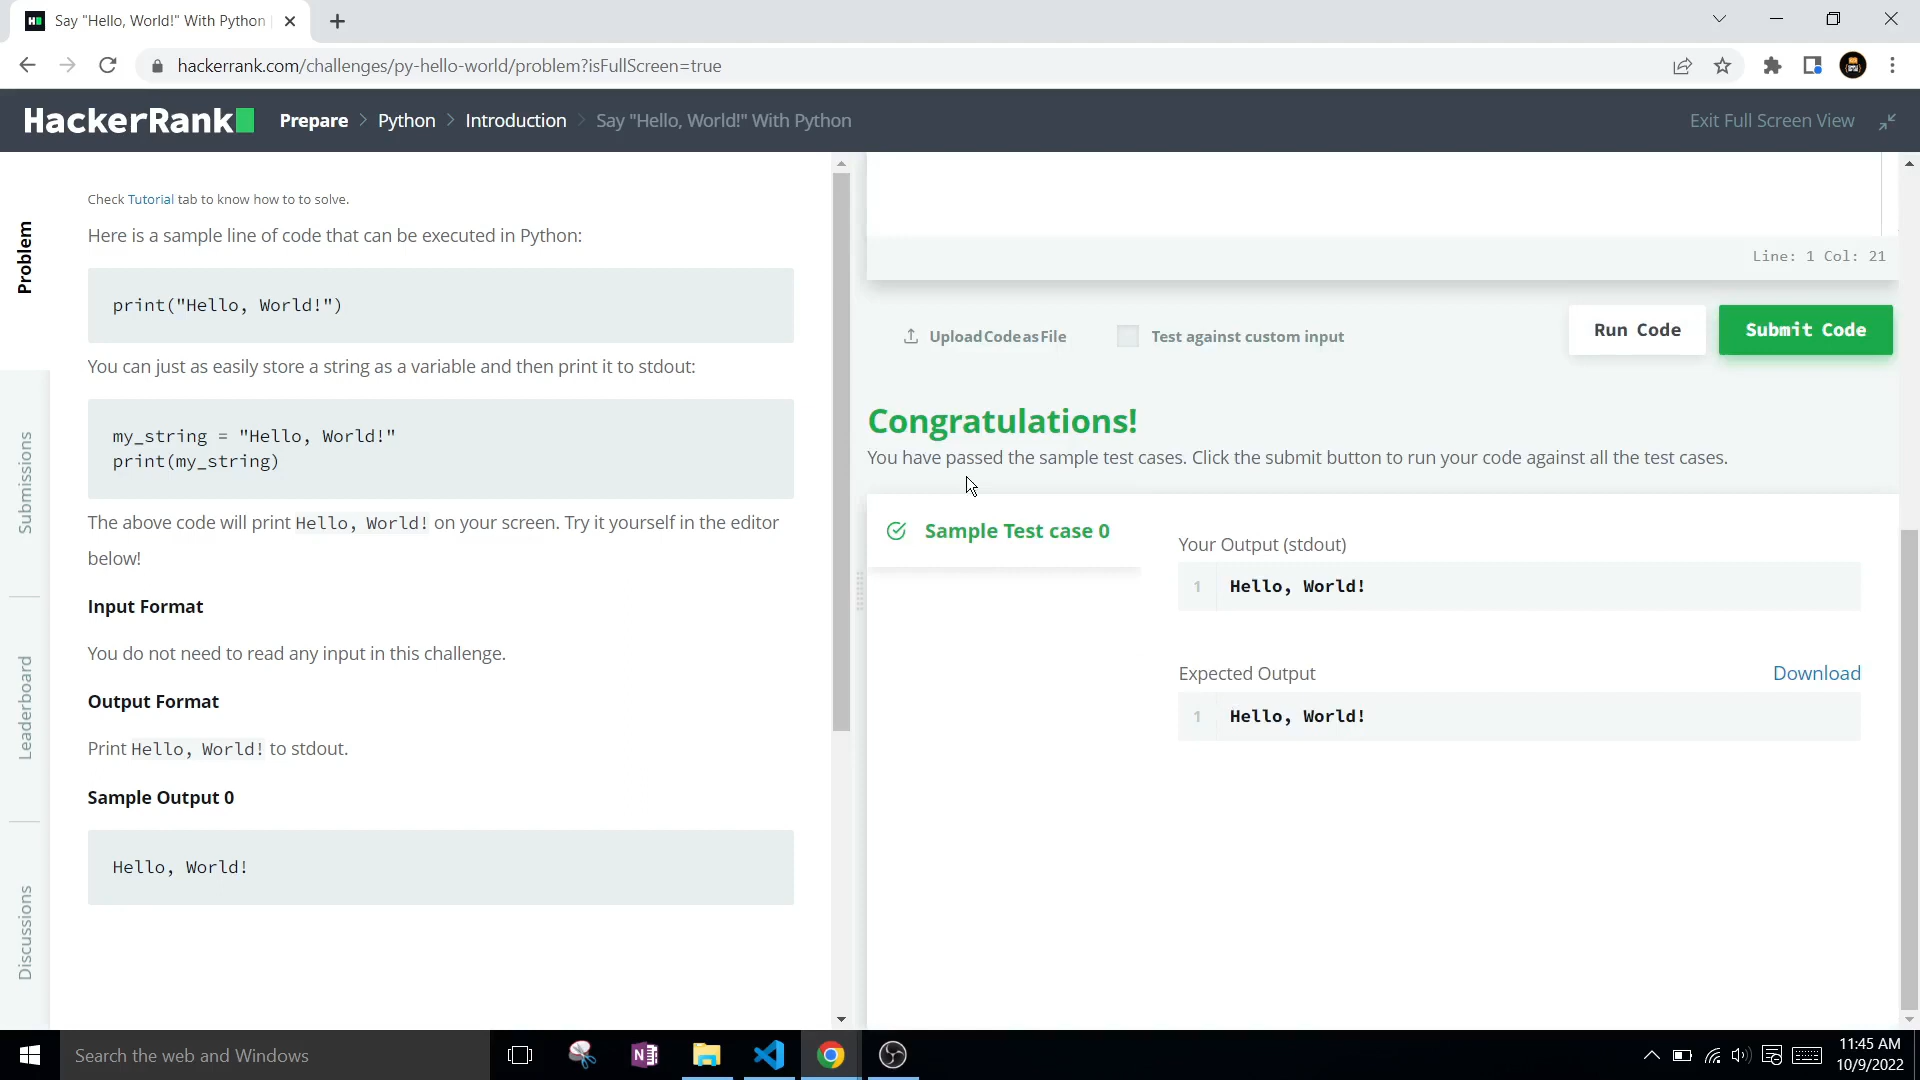 Say "Hello, World!" With Python
hackerrank.com/challenges/py-hello-world/problem?isFullScreen=true
HackerRank
Prepare > Python > Introduction > Say "Hello, World!" With Python
Exit Full Screen View
Problem
Submissions
Leaderboard
Discussions
Check Tutorial tab to know how to to solve.
Here is a sample line of code that can be executed in Python:
print("Hello, World!")
You can just as easily store a string as a variable and then print it to stdout:
my_string = "Hello, World!"
print(my_string)
The above code will print Hello, World! on your screen. Try it yourself in the editor
below!
Input Format
You do not need to read any input in this challenge.
Output Format
Print Hello, World! to stdout.
Sample Output 0
Hello, World!
Line: 1 Col: 21
Upload Code as File
Test against custom input
Run Code
Submit Code
Congratulations!
You have passed the sample test cases. Click the submit button to run your code against all the test cases.
Sample Test case 0
Your Output (stdout)
1 Hello, World!
Expected Output
Download
1 Hello, World!
Search the web and Windows
11:45 AM
10/9/2022